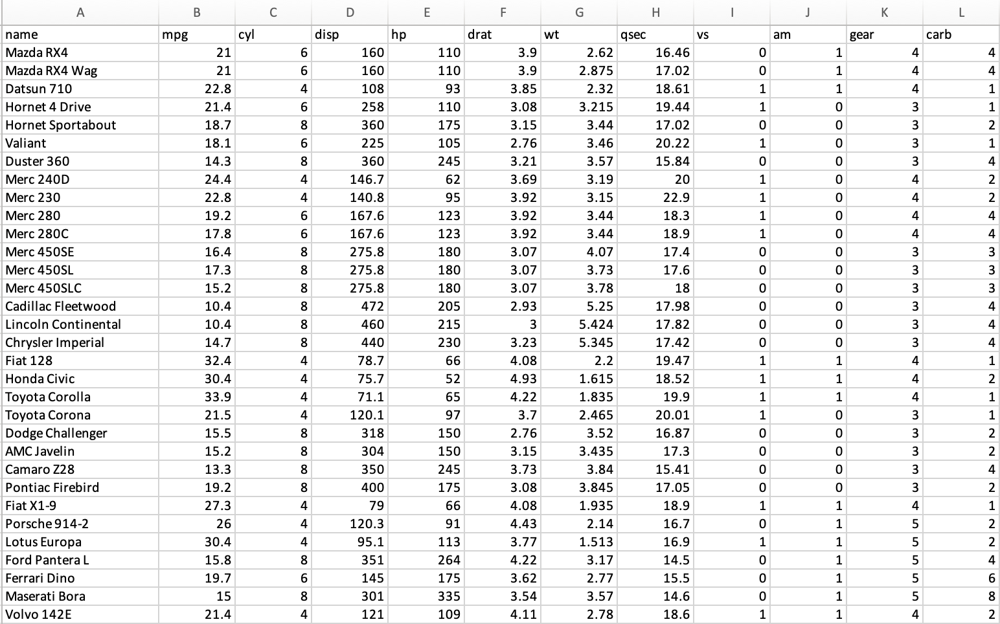 A B C D E F G H I J K L
name mpg cyl disp hp drat wt qsec vs am gear carb
Mazda RX4 21 6 160 110 3.9 2.62 16.46 0 1 4 4
Mazda RX4 Wag 21 6 160 110 3.9 2.875 17.02 0 1 4 4
Datsun 710 22.8 4 108 93 3.85 2.32 18.61 1 1 4 1
Hornet 4 Drive 21.4 6 258 110 3.08 3.215 19.44 1 0 3 1
Hornet Sportabout 18.7 8 360 175 3.15 3.44 17.02 0 0 3 2
Valiant 18.1 6 225 105 2.76 3.46 20.22 1 0 3 1
Duster 360 14.3 8 360 245 3.21 3.57 15.84 0 0 3 4
Merc 240D 24.4 4 146.7 62 3.69 3.19 20 1 0 4 2
Merc 230 22.8 4 140.8 95 3.92 3.15 22.9 1 0 4 2
Merc 280 19.2 6 167.6 123 3.92 3.44 18.3 1 0 4 4
Merc 280C 17.8 6 167.6 123 3.92 3.44 18.9 1 0 4 4
Merc 450SE 16.4 8 275.8 180 3.07 4.07 17.4 0 0 3 3
Merc 450SL 17.3 8 275.8 180 3.07 3.73 17.6 0 0 3 3
Merc 450SLC 15.2 8 275.8 180 3.07 3.78 18 0 0 3 3
Cadillac Fleetwood 10.4 8 472 205 2.93 5.25 17.98 0 0 3 4
Lincoln Continental 10.4 8 460 215 3 5.424 17.82 0 0 3 4
Chrysler Imperial 14.7 8 440 230 3.23 5.345 17.42 0 0 3 4
Fiat 128 32.4 4 78.7 66 4.08 2.2 19.47 1 1 4 1
Honda Civic 30.4 4 75.7 52 4.93 1.615 18.52 1 1 4 2
Toyota Corolla 33.9 4 71.1 65 4.22 1.835 19.9 1 1 4 1
Toyota Corona 21.5 4 120.1 97 3.7 2.465 20.01 1 0 3 1
Dodge Challenger 15.5 8 318 150 2.76 3.52 16.87 0 0 3 2
AMC Javelin 15.2 8 304 150 3.15 3.435 17.3 0 0 3 2
Camaro Z28 13.3 8 350 245 3.73 3.84 15.41 0 0 3 4
Pontiac Firebird 19.2 8 400 175 3.08 3.845 17.05 0 0 3 2
Fiat X1-9 27.3 4 79 66 4.08 1.935 18.9 1 1 4 1
Porsche 914-2 26 4 120.3 91 4.43 2.14 16.7 0 1 5 2
Lotus Europa 30.4 4 95.1 113 3.77 1.513 16.9 1 1 5 2
Ford Pantera L 15.8 8 351 264 4.22 3.17 14.5 0 1 5 4
Ferrari Dino 19.7 6 145 175 3.62 2.77 15.5 0 1 5 6
Maserati Bora 15 8 301 335 3.54 3.57 14.6 0 1 5 8
Volvo 142E 21.4 4 121 109 4.11 2.78 18.6 1 1 4 2